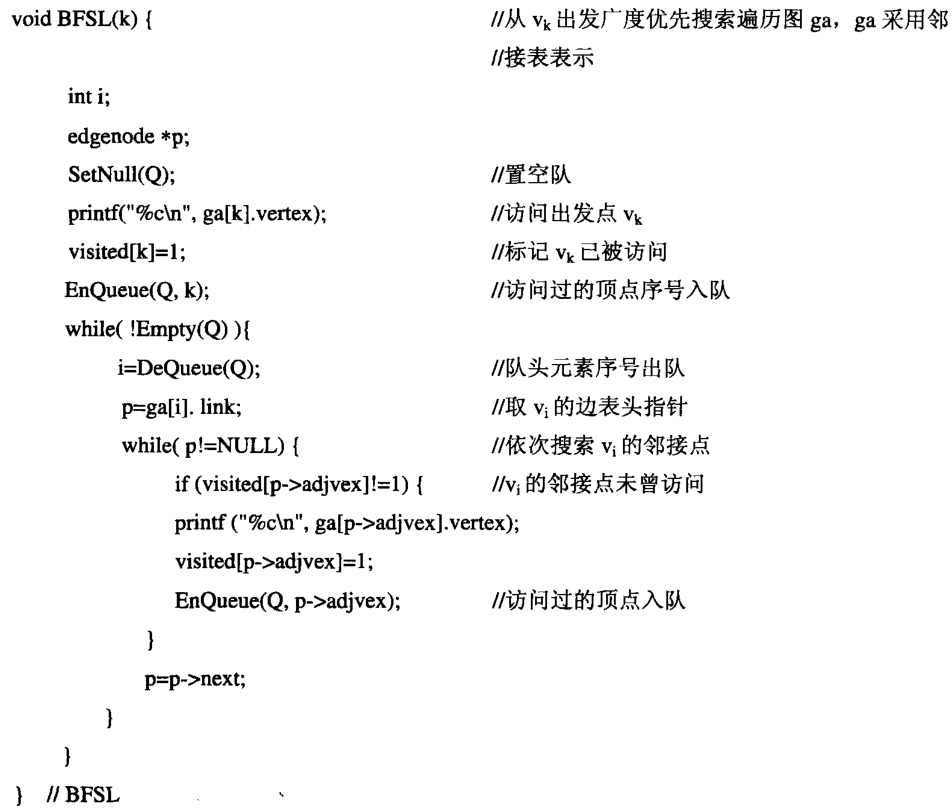 void BFSL(k) { //从 vk 出发广度优先搜索遍历图 ga，ga 采用邻
//接表表示
int i;
edgenode *p;
SetNull(Q); //置空队
printf("%c\n", ga[k].vertex); //访问出发点 vk
visited[k]=1; //标记 vk 已被访问
EnQueue(Q, k); //访问过的顶点序号入队
while( !Empty(Q) ){
i=DeQueue(Q); //队头元素序号出队
p=ga[i]. link; //取 vi 的边表头指针
while( p!=NULL) { //依次搜索 vi 的邻接点
if (visited[p->adjvex]!=1) { //vi 的邻接点未曾访问
printf ("%c\n", ga[p->adjvex].vertex);
visited[p->adjvex]=1;
EnQueue(Q, p->adjvex); //访问过的顶点入队
}
p=p->next;
}
}
} // BFSL